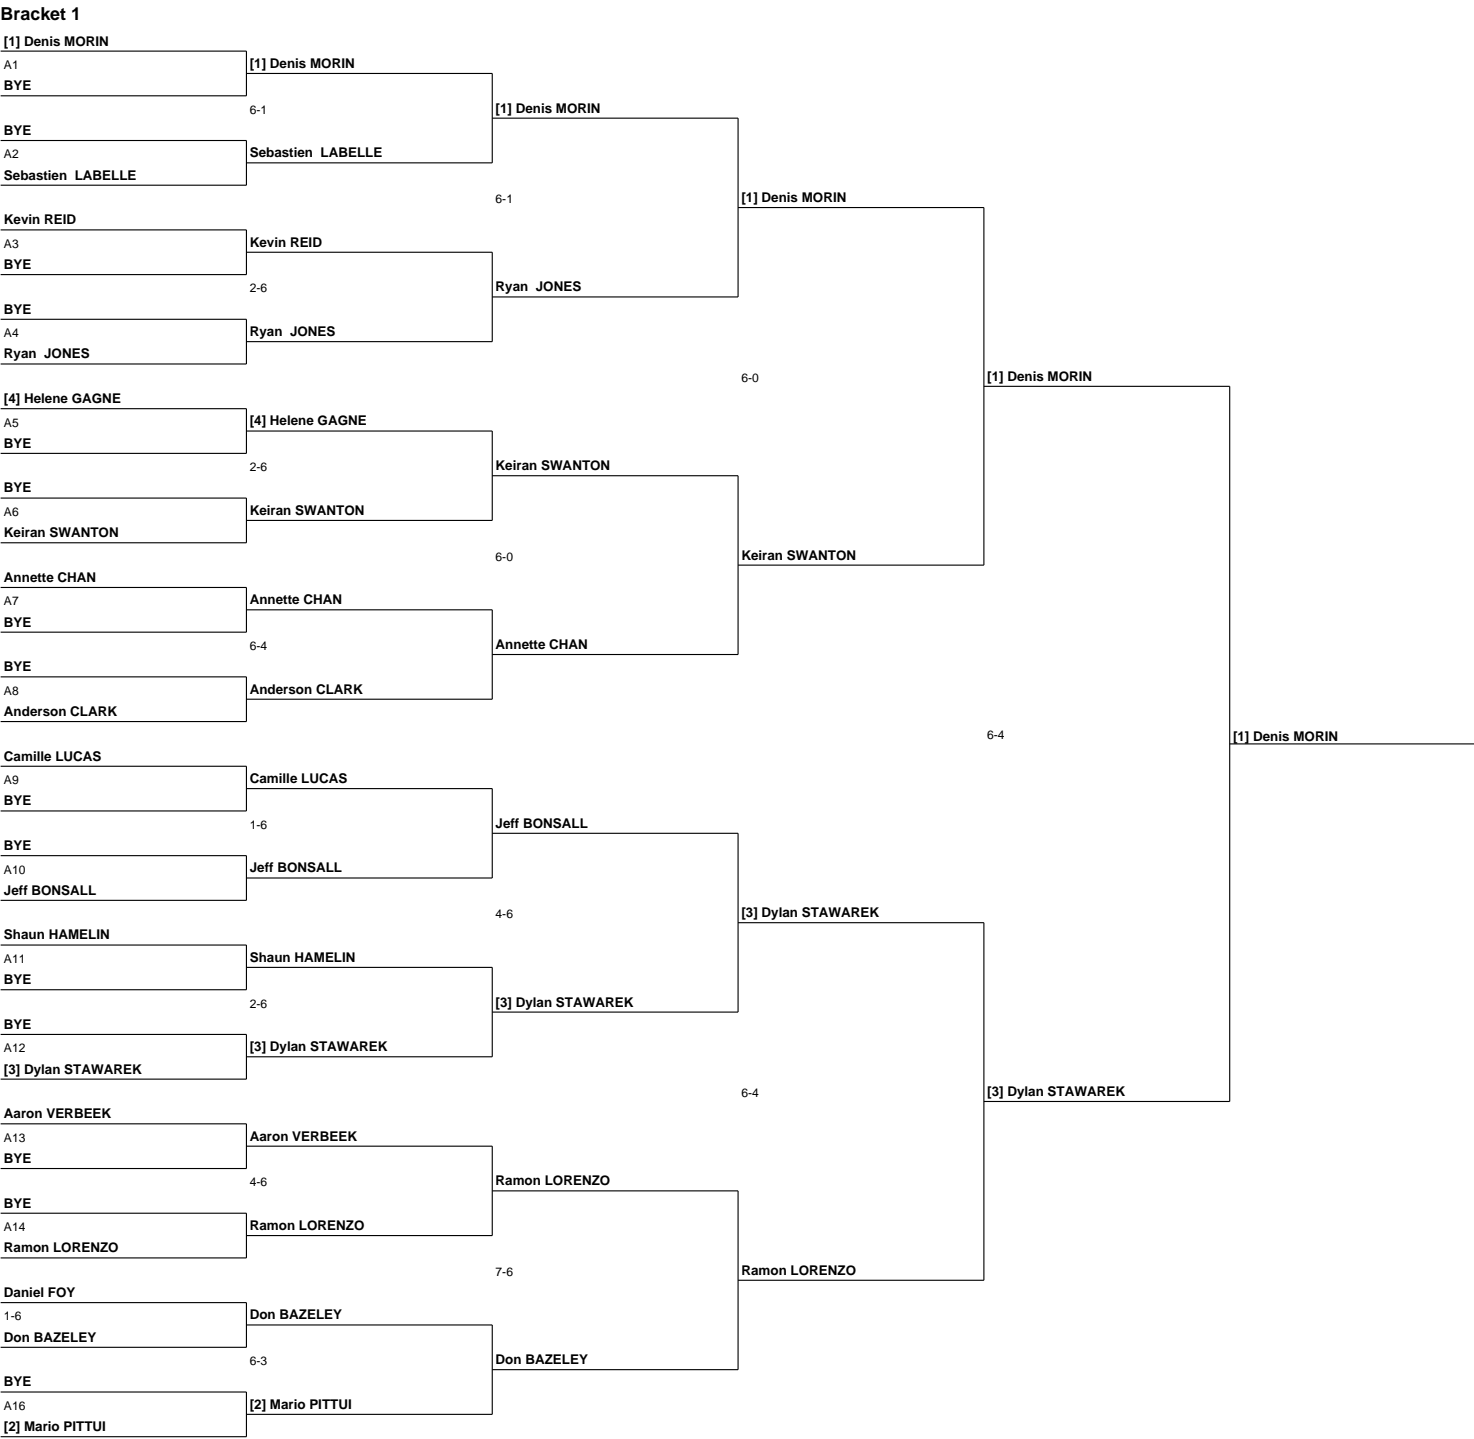 Bracket 1
[1] Denis MORIN
A1
BYE
BYE
A2
Sebastien  LABELLE
Kevin REID
A3
BYE
BYE
A4
Ryan  JONES
[4] Helene GAGNE
A5
BYE
BYE
A6
Keiran SWANTON
Annette CHAN
A7
BYE
BYE
A8
Anderson CLARK
Camille LUCAS
A9
BYE
BYE
A10
Jeff BONSALL
Shaun HAMELIN
A11
BYE
BYE
A12
[3] Dylan STAWAREK
Aaron VERBEEK
A13
BYE
BYE
A14
Ramon LORENZO
Daniel FOY
1-6
Don BAZELEY
BYE
A16
[2] Mario PITTUI
[1] Denis MORIN
6-1
Sebastien  LABELLE
Kevin REID
2-6
Ryan  JONES
[4] Helene GAGNE
2-6
Keiran SWANTON
Annette CHAN
6-4
Anderson CLARK
Camille LUCAS
1-6
Jeff BONSALL
Shaun HAMELIN
2-6
[3] Dylan STAWAREK
Aaron VERBEEK
4-6
Ramon LORENZO
Don BAZELEY
6-3
[2] Mario PITTUI
[1] Denis MORIN
6-1
Ryan  JONES
Keiran SWANTON
6-0
Annette CHAN
Jeff BONSALL
4-6
[3] Dylan STAWAREK
Ramon LORENZO
7-6
Don BAZELEY
[1] Denis MORIN
6-0
Keiran SWANTON
[3] Dylan STAWAREK
6-4
Ramon LORENZO
[1] Denis MORIN
6-4
[3] Dylan STAWAREK
[1] Denis MORIN